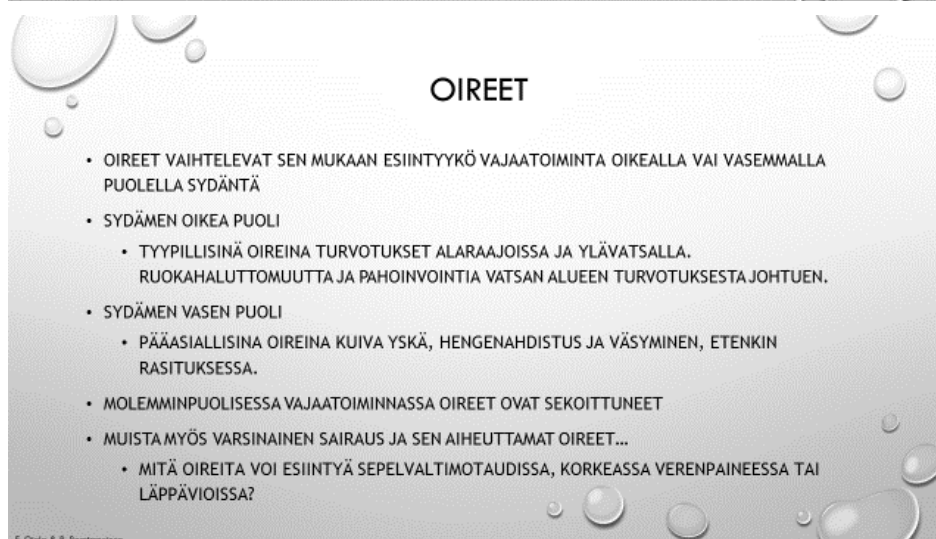 OIREET
• OIREET VAIHTELEVAT SEN MUKAAN ESIINTYYKÖ VAJAATOIMINTA OIKEALLA VAI VASEMMALLA
PUOLELLA SYDÄNTÄ
• SYDÄMEN OIKEA PUOLI
• TYYPILLISINÄ OIREINA TURVOTUKSET ALARAAJOISSA JA YLÄVATSALLA.
RUOKAHALUTTOMUUTTA JA PAHOINVOINTIA VATSAN ALUEEN TURVOTUKSESTA JOHTUEN.
• SYDÄMEN VASEN PUOLI
• PÄÄASIALLISINA OIREINA KUIVA YSKÄ, HENGENAHDISTUS JA VÄSYMINEN, ETENKIN
RASITUKSESSA.
• MOLEMMINPUOLISESSA VAJAATOIMINNASSA OIREET OVAT SEKOITTUNEET
• MUISTA MYÖS VARSINAINEN SAIRAUS JA SEN AIHEUTTAMAT OIREET...
• MITÄ OIREITA VOI ESIINTYÄ SEPELVALTIMOTAUDISSA, KORKEASSA VERENPAINEESSA TAI
LÄPPÄVIOISSA?